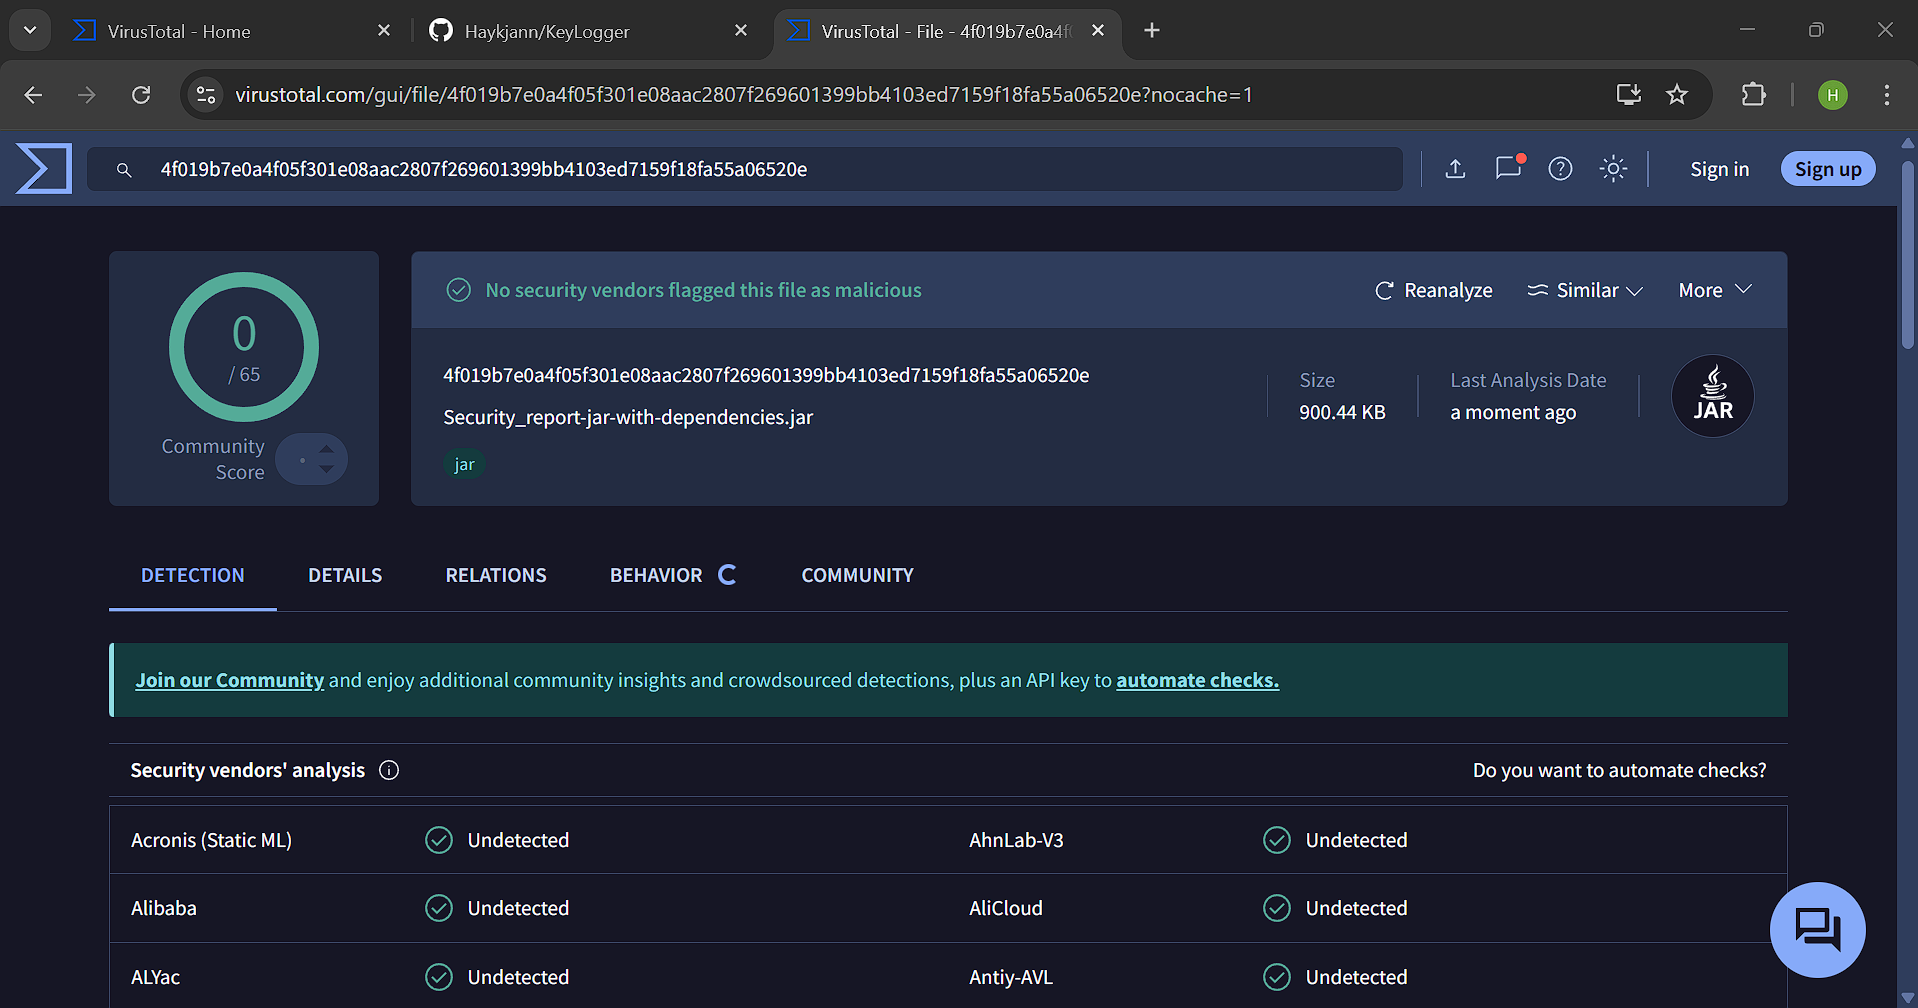 VirusTotal - Home
Haykjann/KeyLogger
VirusTotal - File - 4f019b7e0a4f0
virustotal.com/gui/file/4f019b7e0a4f05f301e08aac2807f269601399bb4103ed7159f18fa55a06520e?nocache=1
H
4f019b7e0a4f05f301e08aac2807f269601399bb4103ed7159f18fa55a06520e
Sign in
Sign up
0
/ 65
Community
Score
No security vendors flagged this file as malicious
Reanalyze
Similar
More
4f019b7e0a4f05f301e08aac2807f269601399bb4103ed7159f18fa55a06520e
Security_report-jar-with-dependencies.jar
jar
Size
900.44 KB
Last Analysis Date
a moment ago
JAR
DETECTION
DETAILS
RELATIONS
BEHAVIOR
COMMUNITY
Join our Community and enjoy additional community insights and crowdsourced detections, plus an API key to automate checks.
Security vendors' analysis
Do you want to automate checks?
Acronis (Static ML)
Undetected
AhnLab-V3
Undetected
Alibaba
Undetected
AliCloud
Undetected
ALYac
Undetected
Antiy-AVL
Undetected